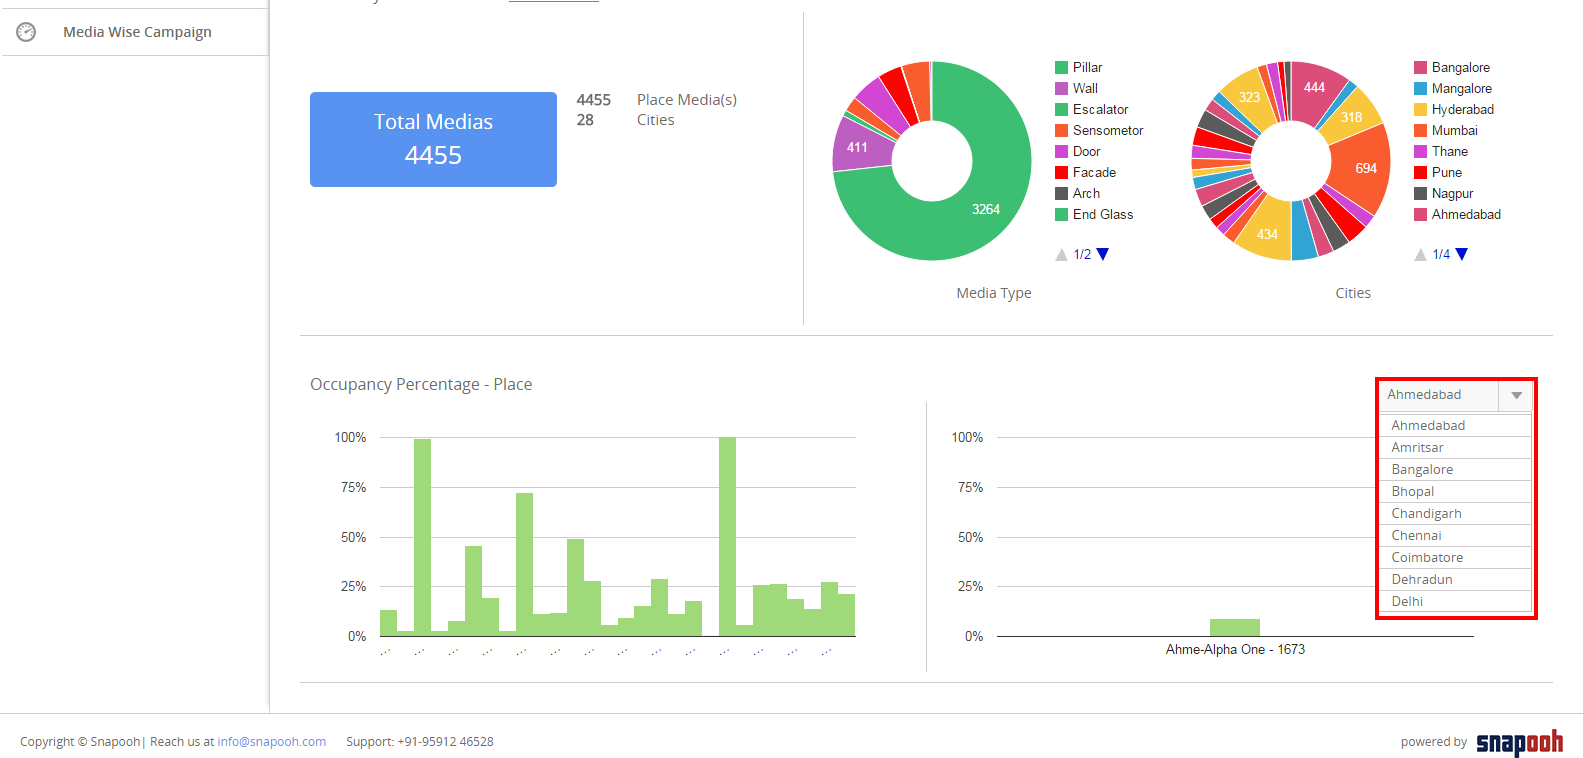 Media Wise Campaign
Total Medias
4455
4455 Place Media(s)
28 Cities
411
3264
Pillar
Wall
Escalator
Sensometor
Door
Facade
Arch
End Glass
1/2
Media Type
444
323
318
694
434
Bangalore
Mangalore
Hyderabad
Mumbai
Thane
Pune
Nagpur
Ahmedabad
1/4
Cities
Occupancy Percentage - Place
100%
75%
50%
25%
0%
... ... ... ... ... ... ... ... ... ... ... ... ... ...
100%
75%
50%
25%
0%
Ahme-Alpha One - 1673
Ahmedabad
Ahmedabad
Amritsar
Bangalore
Bhopal
Chandigarh
Chennai
Coimbatore
Dehradun
Delhi
Copyright © Snapooh| Reach us at info@snapooh.com Support: +91-95912 46528
powered by snapooh